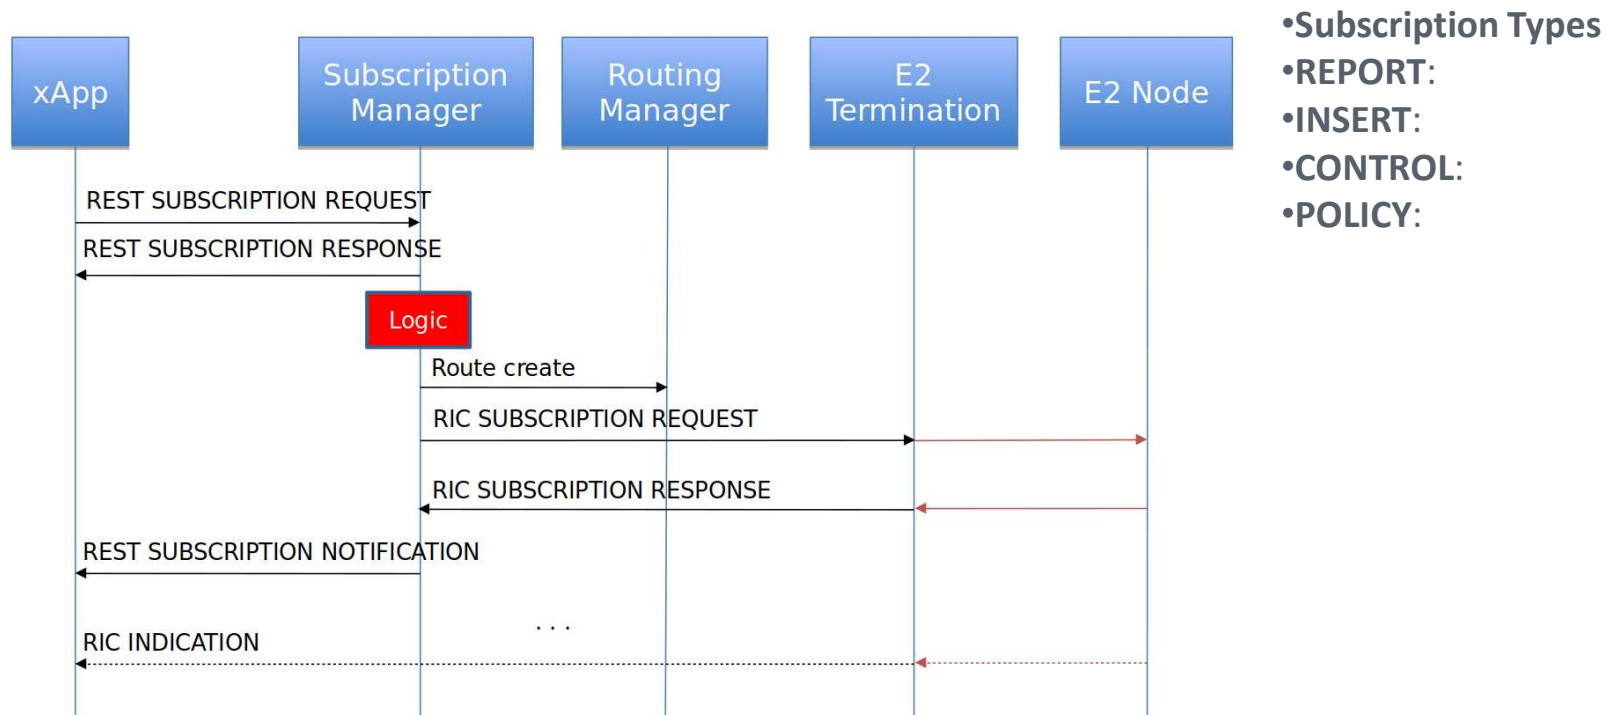 xApp
Subscription
Manager
Routing
Manager
E2
Termination
E2 Node
REST SUBSCRIPTION REQUEST
REST SUBSCRIPTION RESPONSE
Logic
Route create
RIC SUBSCRIPTION REQUEST
RIC SUBSCRIPTION RESPONSE
REST SUBSCRIPTION NOTIFICATION
. . .
RIC INDICATION
•Subscription Types
•REPORT:
•INSERT:
•CONTROL:
•POLICY: